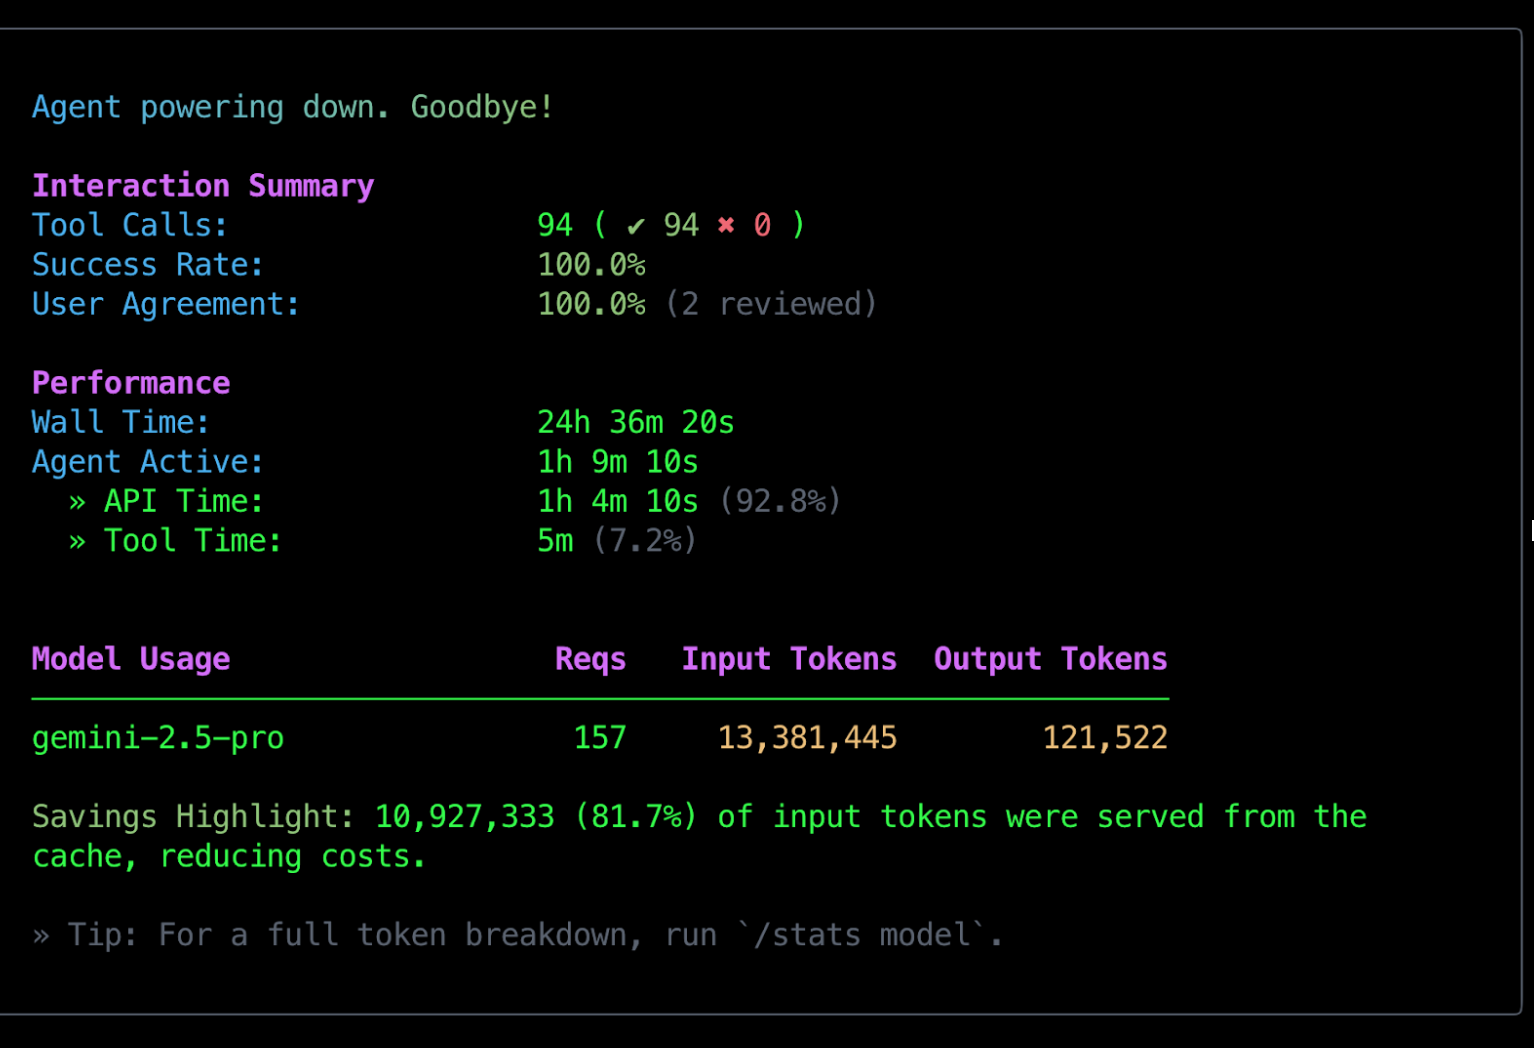 Agent powering down. Goodbye!
Interaction Summary
Tool Calls: 94 ( ✔ 94 ✖ 0 )
Success Rate: 100.0%
User Agreement: 100.0% (2 reviewed)
Performance
Wall Time: 24h 36m 20s
Agent Active: 1h 9m 10s
» API Time: 1h 4m 10s (92.8%)
» Tool Time: 5m (7.2%)
Model Usage Reqs Input Tokens Output Tokens
gemini-2.5-pro 157 13,381,445 121,522
Savings Highlight: 10,927,333 (81.7%) of input tokens were served from the
cache, reducing costs.
» Tip: For a full token breakdown, run `/stats model`.